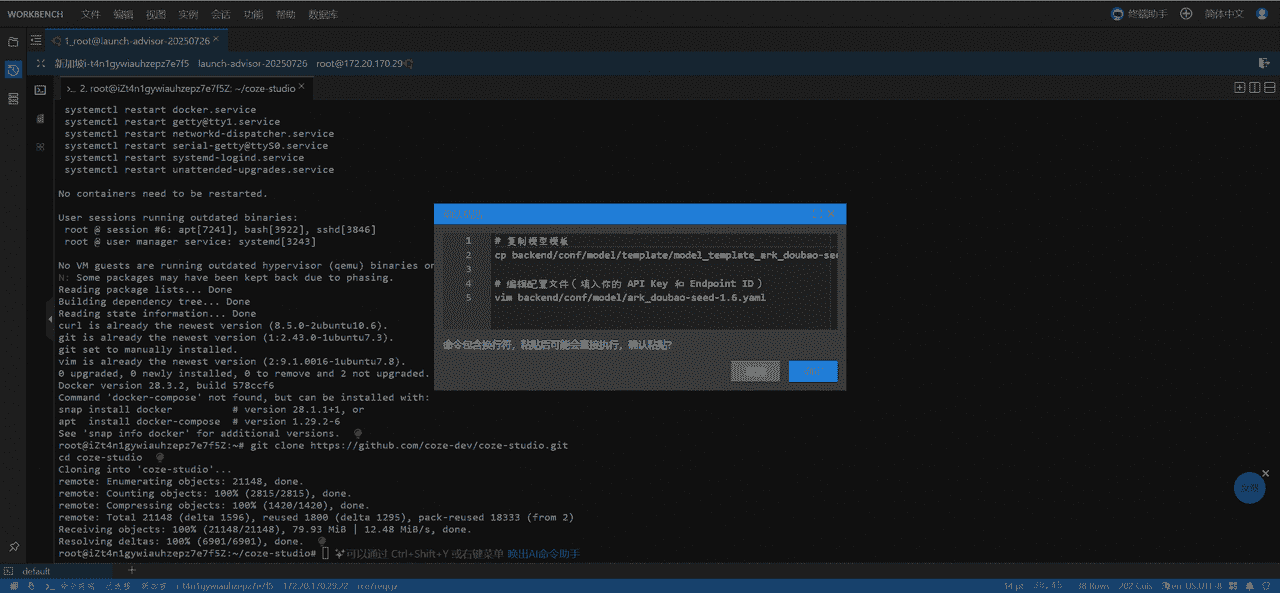 WORKBENCH 文件 编辑 视图 实例 会话 功能 帮助 数据库 终端助手 简体中文
1_root@launch-advisor-20250726
新加坡i-t4n1gywiauhzepz7e7f5 launch-advisor-20250726 root@172.20.170.29
2. root@iZt4n1gywiauhzepz7e7f5Z: ~/coze-studio
systemctl restart docker.service
systemctl restart getty@tty1.service
systemctl restart networkd-dispatcher.service
systemctl restart serial-getty@ttyS0.service
systemctl restart systemd-logind.service
systemctl restart unattended-upgrades.service
No containers need to be restarted.
User sessions running outdated binaries:
root @ session #6: apt[7241], bash[3922], sshd[3846]
root @ user manager service: systemd[3243]
No VM guests are running outdated hypervisor (qemu) binaries on
N: Some packages may have been kept back due to phasing.
Reading package lists... Done
Building dependency tree... Done
Reading state information... Done
curl is already the newest version (8.5.0-2ubuntu10.6).
git is already the newest version (1:2.43.0-1ubuntu7.3).
git set to manually installed.
vim is already the newest version (2:9.1.0016-1ubuntu7.8).
0 upgraded, 0 newly installed, 0 to remove and 2 not upgraded.
Docker version 28.3.2, build 578ccf6
Command 'docker-compose' not found, but can be installed with:
snap install docker # version 28.1.1+1, or
apt install docker-compose # version 1.29.2-6
See 'snap info docker' for additional versions.
root@iZt4n1gywiauhzepz7e7f5Z:~# git clone https://github.com/coze-dev/coze-studio.git
cd coze-studio
Cloning into 'coze-studio'...
remote: Enumerating objects: 21148, done.
remote: Counting objects: 100% (2815/2815), done.
remote: Compressing objects: 100% (1420/1420), done.
remote: Total 21148 (delta 1596), reused 1800 (delta 1295), pack-reused 18333 (from 2)
Receiving objects: 100% (21148/21148), 79.93 MiB | 12.48 MiB/s, done.
Resolving deltas: 100% (6901/6901), done.
root@iZt4n1gywiauhzepz7e7f5Z:~/coze-studio# 可以通过 Ctrl+Shift+Y 或右键菜单 唤出AI命令助手
1 # 复制模型模板
2 cp backend/conf/model/template/model_template_ark_doubao-see
3
4 # 编辑配置文件（填入你的 API Key 和 Endpoint ID）
5 vim backend/conf/model/ark_doubao-seed-1.6.yaml
命令包含换行符，粘贴后可能会直接执行，确认粘贴?
default